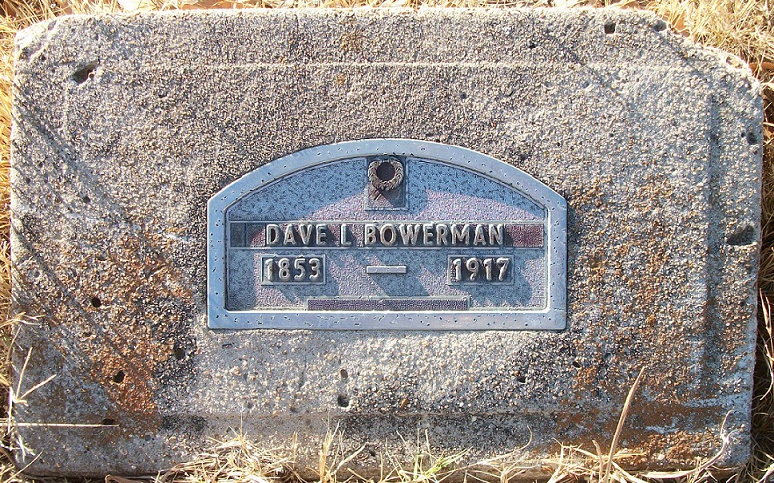 DAVE L BOWERMAN
1853 — 1917